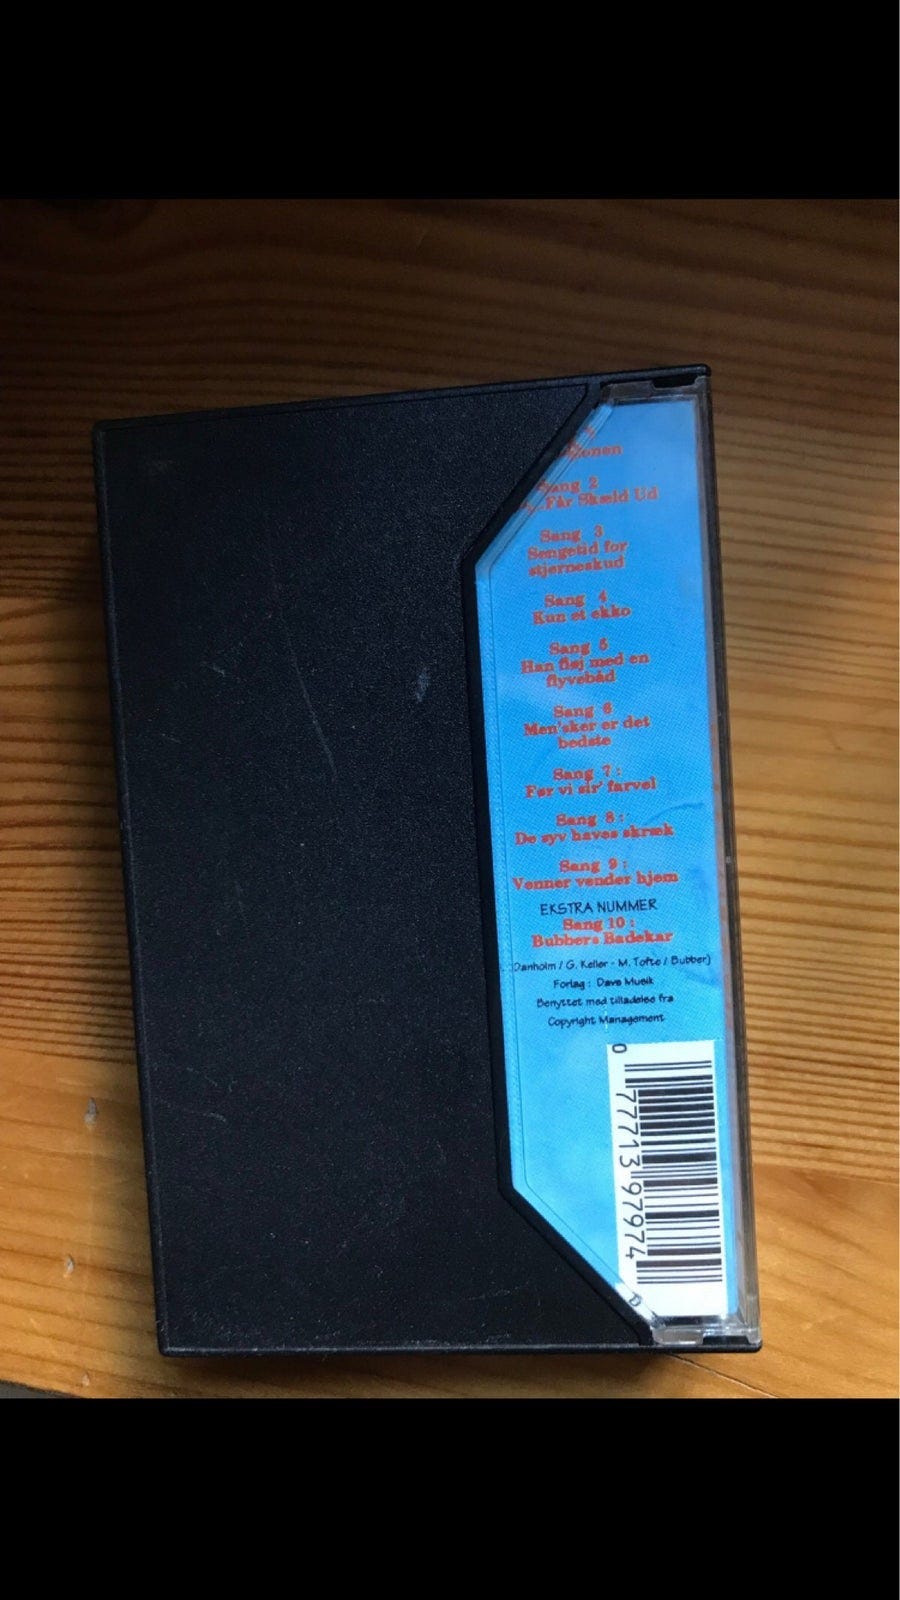 Sang 2
Får Skæld Ud
Sang 3
Sengetid for
stjerneskud
Sang 4
Kun et ekko
Sang 5
Han fløj med en
flyvebåd
Sang 6
Men'sker er det
bedste
Sang 7:
Før vi sir' farvel
Sang 8:
De syv haves skræk
Sang 9:
Venner vender hjem
EKSTRA NUMMER
Sang 10:
Bubbers Badekar
Danholm / G. Keller - M. Tofte / Bubber)
Forlag : Dave Musik
Benyttet med tilladelse fra
Copyright Management
0 77713 97974